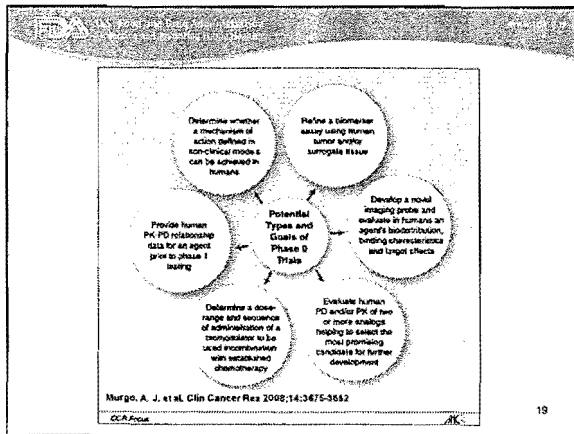 FDA
Determine whether
a mechanism of
action defined in
non-clinical models
can be achieved in
humans
Refine a biomarker
assay using human
tumor and/or
surrogate tissue
Develop a novel
imaging probe and
evaluate in humans an
agent's biodistribution,
binding characteristics
and target effects
Potential
Types and
Goals of
Phase 0
Trials
Provide human
PK-PD relationship
data for an agent
prior to phase 1
testing
Determine a dose-
range and sequence
of administration of a
biomodulator to be
used in combination
with established
chemotherapy
Evaluate human
PD and/or PK of two
or more analogs
helping to select the
most promising
candidate for further
development
Murgo, A. J. et al. Clin Cancer Res 2008;14:3675-3682
CCR Focus
19